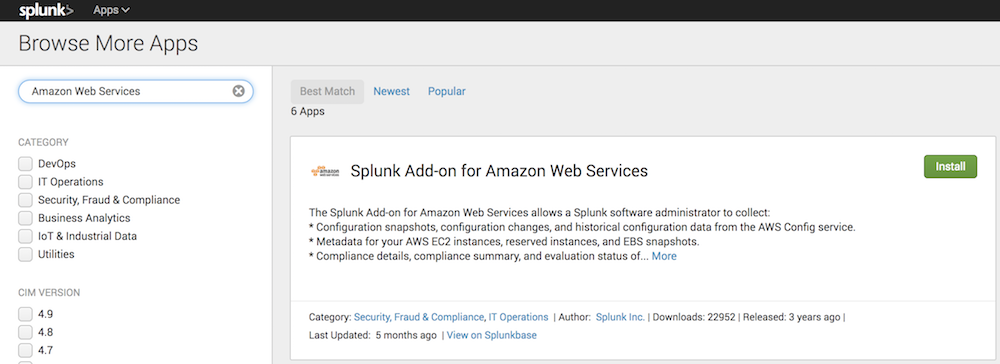 splunk> Apps
Browse More Apps
Amazon Web Services
CATEGORY
DevOps
IT Operations
Security, Fraud & Compliance
Business Analytics
IoT & Industrial Data
Utilities
CIM VERSION
4.9
4.8
4.7
Best Match Newest Popular
6 Apps
amazon
web services
Splunk Add-on for Amazon Web Services
Install
The Splunk Add-on for Amazon Web Services allows a Splunk software administrator to collect:
* Configuration snapshots, configuration changes, and historical configuration data from the AWS Config service.
* Metadata for your AWS EC2 instances, reserved instances, and EBS snapshots.
* Compliance details, compliance summary, and evaluation status of... More
Category: Security, Fraud & Compliance, IT Operations | Author: Splunk Inc. | Downloads: 22952 | Released: 3 years ago |
Last Updated: 5 months ago | View on Splunkbase